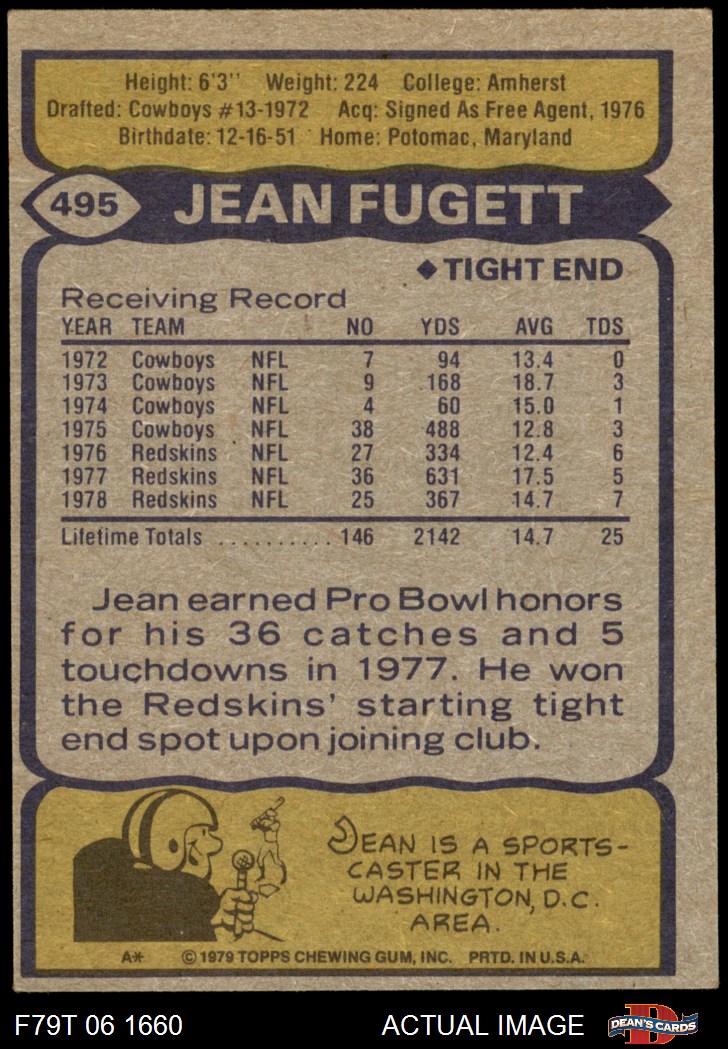 Height: 6'3'' Weight: 224 College: Amherst
Drafted: Cowboys #13-1972 Acq: Signed As Free Agent, 1976
Birthdate: 12-16-51 Home: Potomac, Maryland
495 JEAN FUGETT
◆ TIGHT END
Receiving Record
YEAR TEAM NO YDS AVG TDS
1972 Cowboys NFL 7 94 13.4 0
1973 Cowboys NFL 9 168 18.7 3
1974 Cowboys NFL 4 60 15.0 1
1975 Cowboys NFL 38 488 12.8 3
1976 Redskins NFL 27 334 12.4 6
1977 Redskins NFL 36 631 17.5 5
1978 Redskins NFL 25 367 14.7 7
Lifetime Totals .......... 146 2142 14.7 25
Jean earned Pro Bowl honors
for his 36 catches and 5
touchdowns in 1977. He won
the Redskins' starting tight
end spot upon joining club.
JEAN IS A SPORTS-
CASTER IN THE
WASHINGTON, D.C.
AREA.
A* © 1979 TOPPS CHEWING GUM, INC. PRTD. IN U.S.A.
F79T 06 1660 ACTUAL IMAGE DEAN'S CARDS